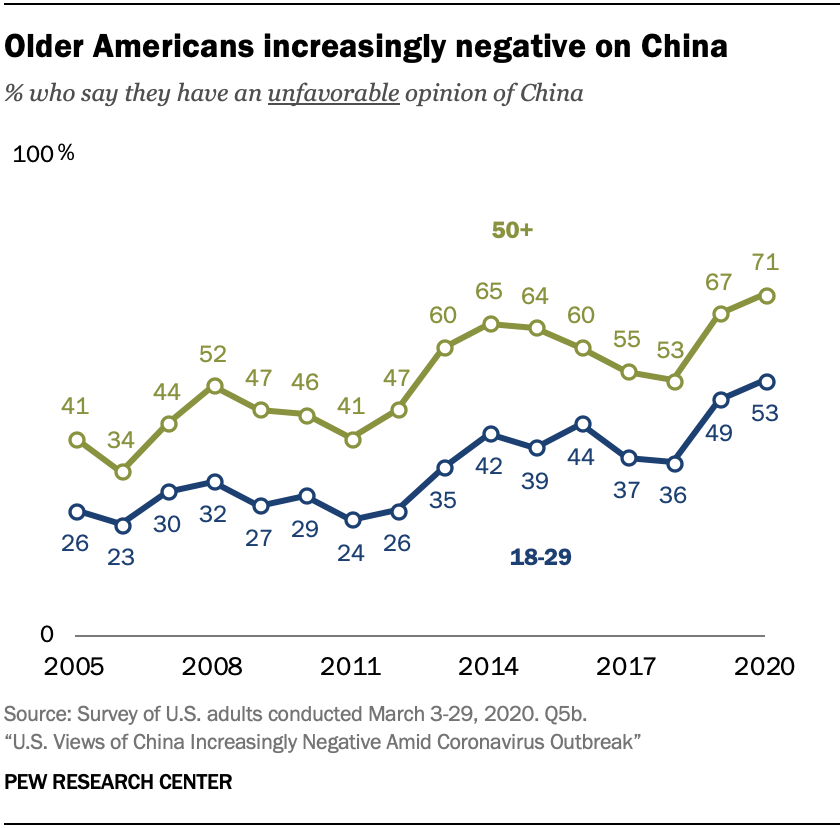 Older Americans increasingly negative on China
% who say they have an unfavorable opinion of China
100%
50+
41 34 44 52 47 46 41 47 60 65 64 60 55 53 67 71
26 23 30 32 27 29 24 26 35 42 39 44 37 36 49 53
18-29
0
2005 2008 2011 2014 2017 2020
Source: Survey of U.S. adults conducted March 3-29, 2020. Q5b.
“U.S. Views of China Increasingly Negative Amid Coronavirus Outbreak”
PEW RESEARCH CENTER